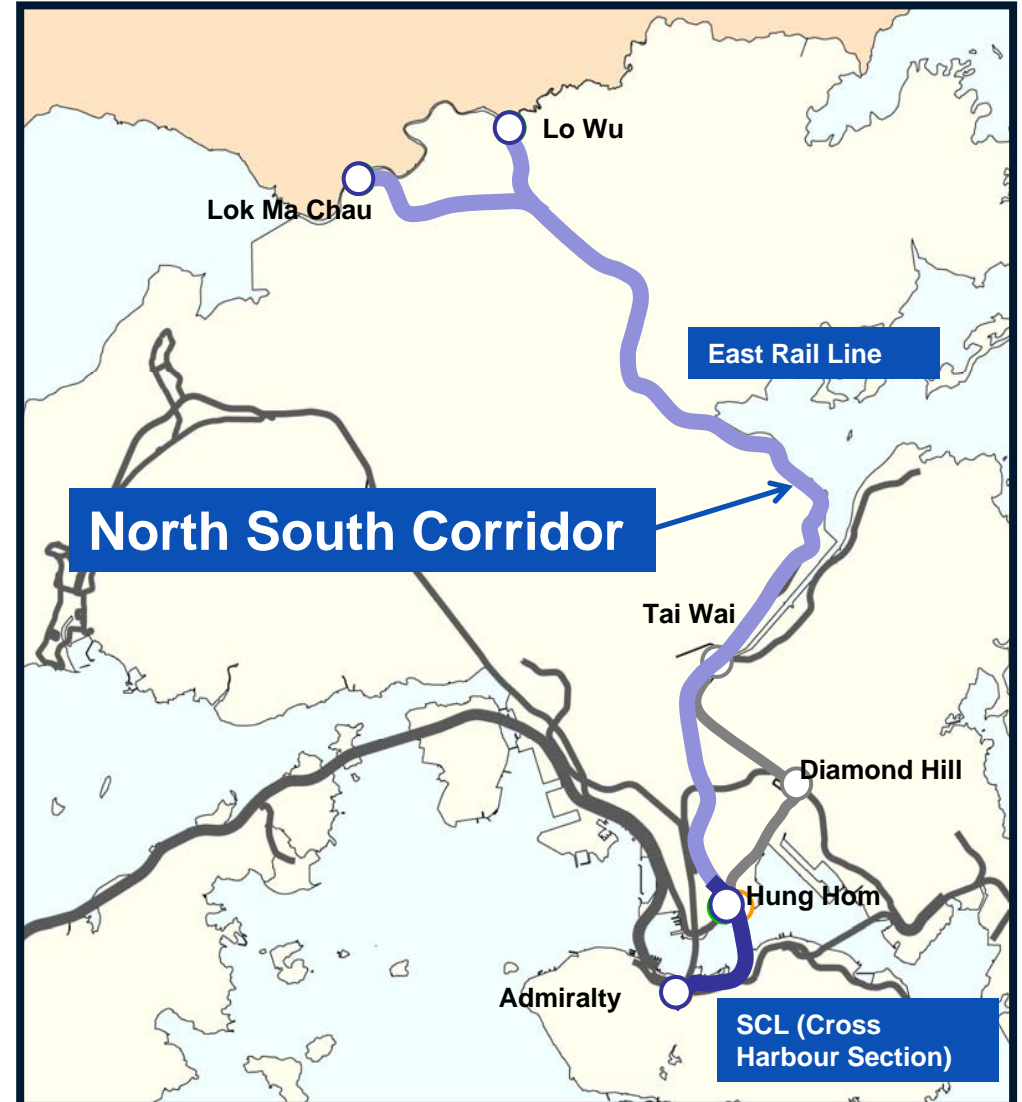 Lo Wu
Lok Ma Chau
East Rail Line
North South Corridor
Tai Wai
Diamond Hill
Hung Hom
Admiralty
SCL (Cross
Harbour Section)